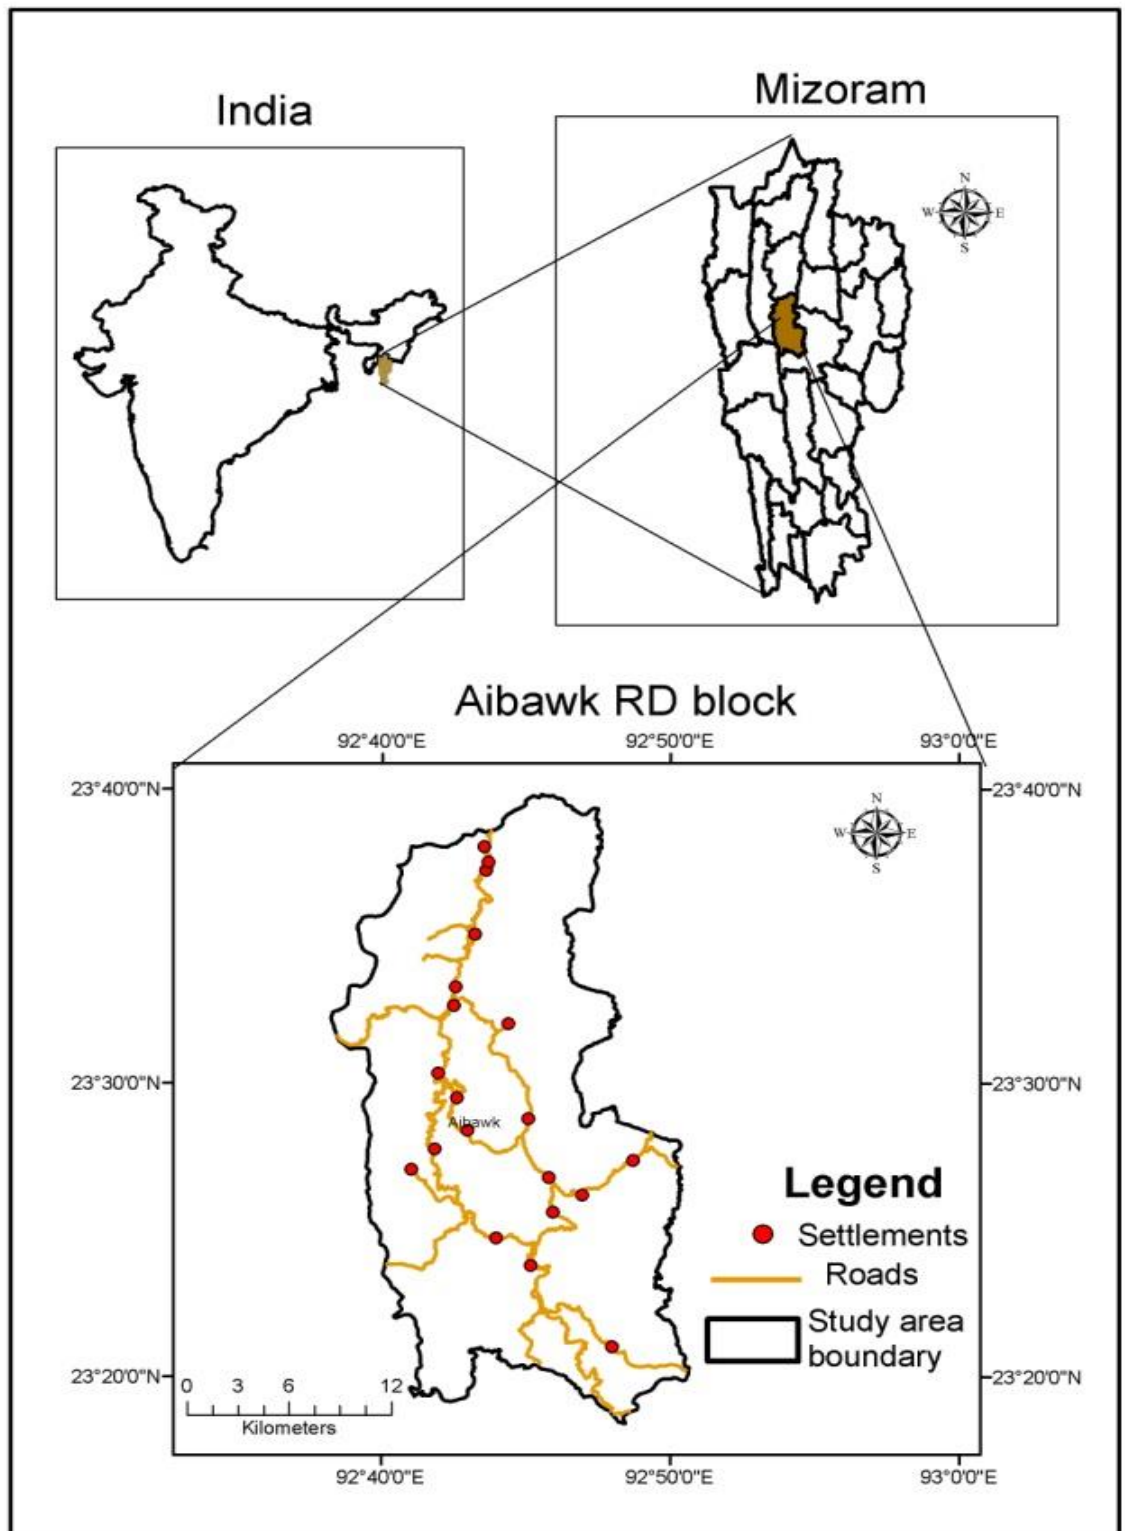 India
Mizoram
N
W E
S
Aibawk RD block
92°40'0"E 92°50'0"E 93°0'0"E
23°40'0"N 23°40'0"N
N
W E
S
23°30'0"N 23°30'0"N
Aibawk
Legend
Settlements
Roads
Study area
boundary
23°20'0"N 23°20'0"N
0 3 6 12
Kilometers
92°40'0"E 92°50'0"E 93°0'0"E